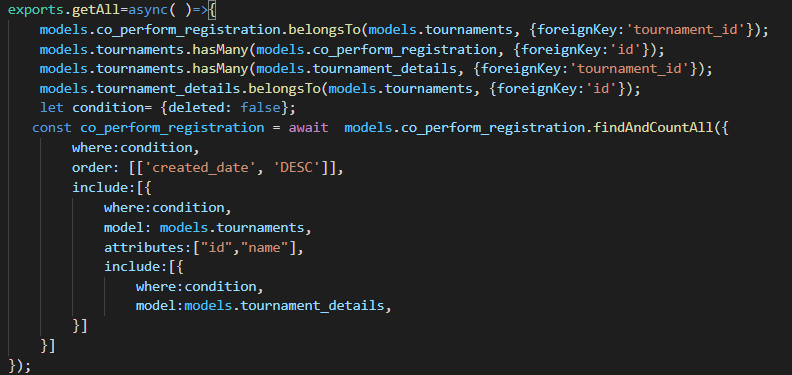 exports.getAll=async( )=>{
models.co_perform_registration.belongsTo(models.tournaments, {foreignKey:'tournament_id'});
models.tournaments.hasMany(models.co_perform_registration, {foreignKey:'id'});
models.tournaments.hasMany(models.tournament_details, {foreignKey:'tournament_id'});
models.tournament_details.belongsTo(models.tournaments, {foreignKey:'id'});
let condition= {deleted: false};
const co_perform_registration = await  models.co_perform_registration.findAndCountAll({
where:condition,
order: [['created_date', 'DESC']],
include:[{
where:condition,
model: models.tournaments,
attributes:["id","name"],
include:[{
where:condition,
model:models.tournament_details,
}]
}]
});